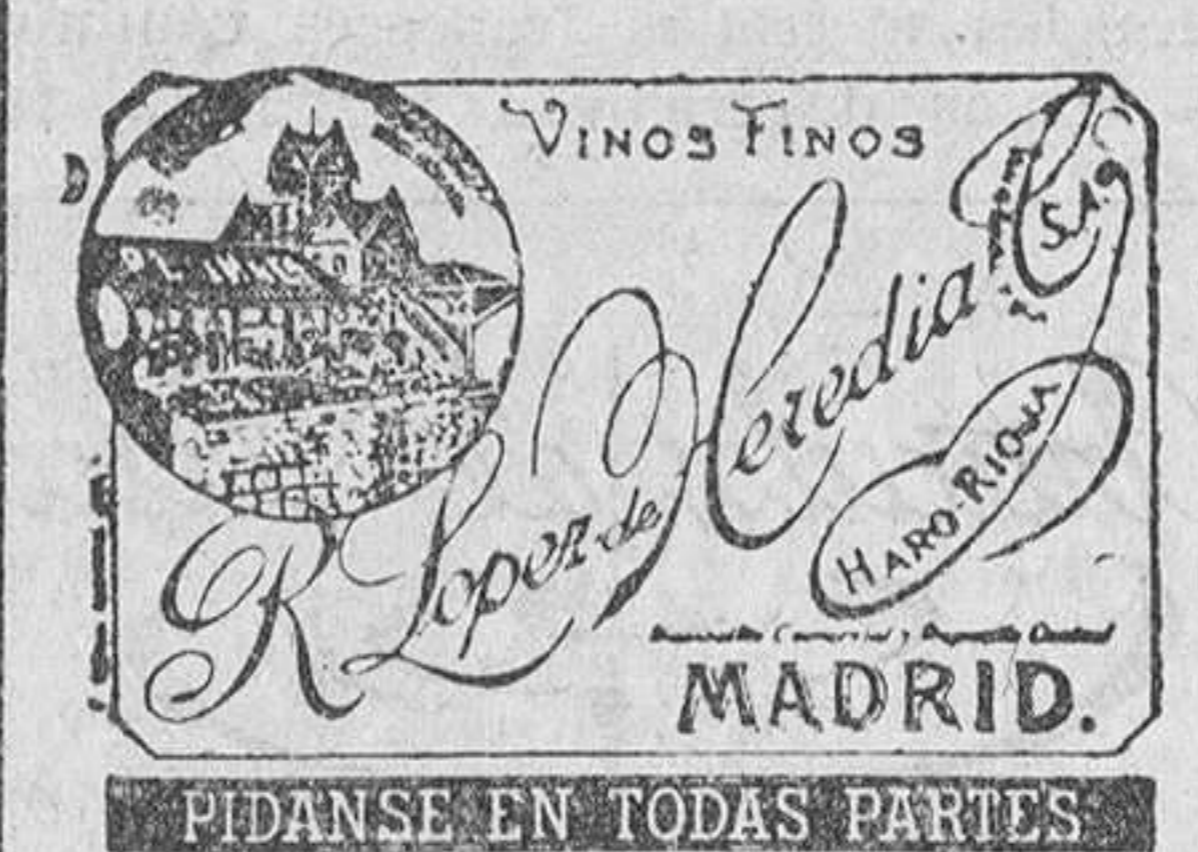 VINOS FINOS
R. Lopez de Heredia
S.A.
HARO-RIOJA
MADRID.
PIDANSE EN TODAS PARTES